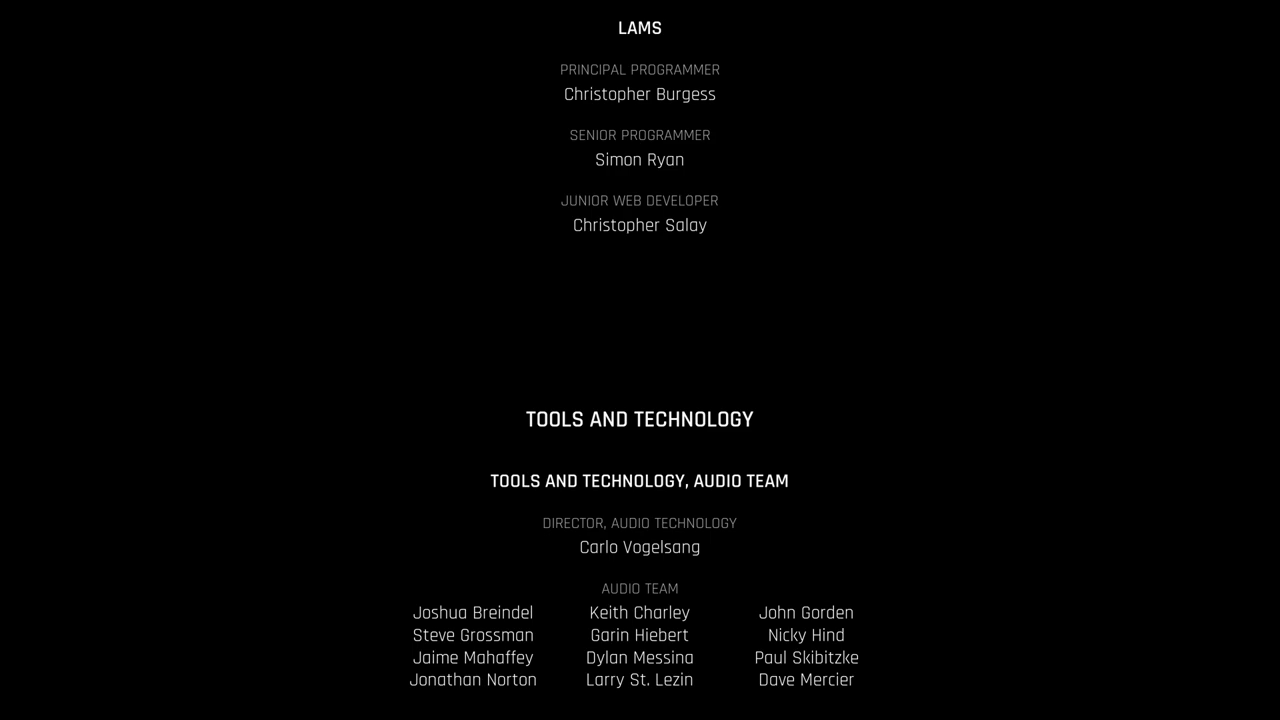 LAMS
PRINCIPAL PROGRAMMER
Christopher Burgess
SENIOR PROGRAMMER
Simon Ryan
JUNIOR WEB DEVELOPER
Christopher Salay
TOOLS AND TECHNOLOGY
TOOLS AND TECHNOLOGY, AUDIO TEAM
DIRECTOR, AUDIO TECHNOLOGY
Carlo Vogelsang
AUDIO TEAM
Joshua Breindel Keith Charley John Gorden
Steve Grossman Garin Hiebert Nicky Hind
Jaime Mahaffey Dylan Messina Paul Skibitzke
Jonathan Norton Larry St. Lezin Dave Mercier